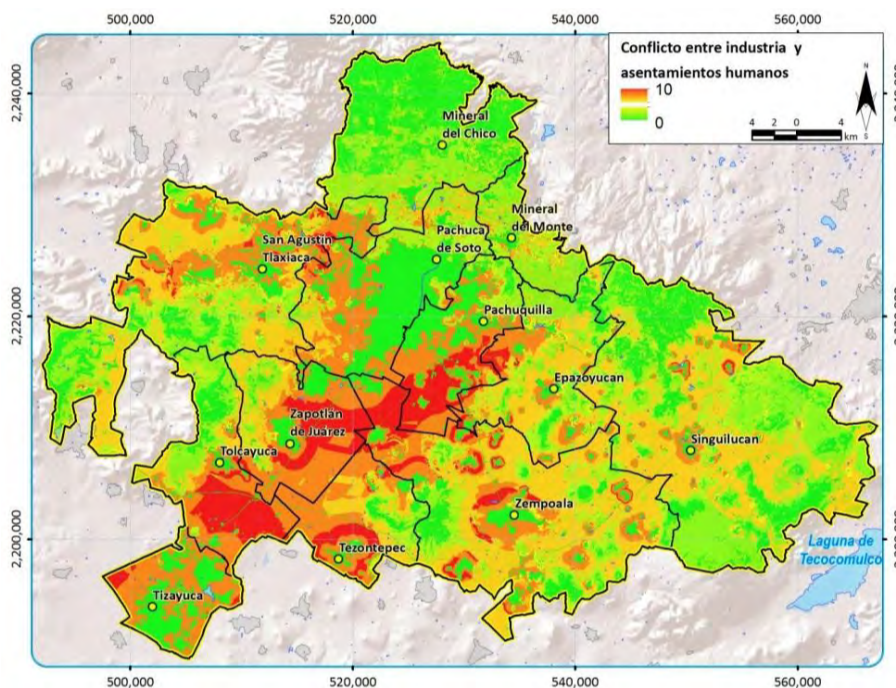 500,000 520,000 540,000 560,000
Conflicto entre industria y
asentamientos humanos
10
0
N
S
4 2 0 4
km
2,240,000
2,220,000
2,200,000
Mineral
del Chico
Mineral
del Monte
Pachuca
de Soto
San Agustín
Tlaxiaca
Pachuquilla
Epazoyucan
Zapotlán
de Juárez
Tolcayuca
Singuilucan
Zempoala
Tezontepec
Tizayuca
Laguna de
Tecocomulco
500,000 520,000 540,000 560,000